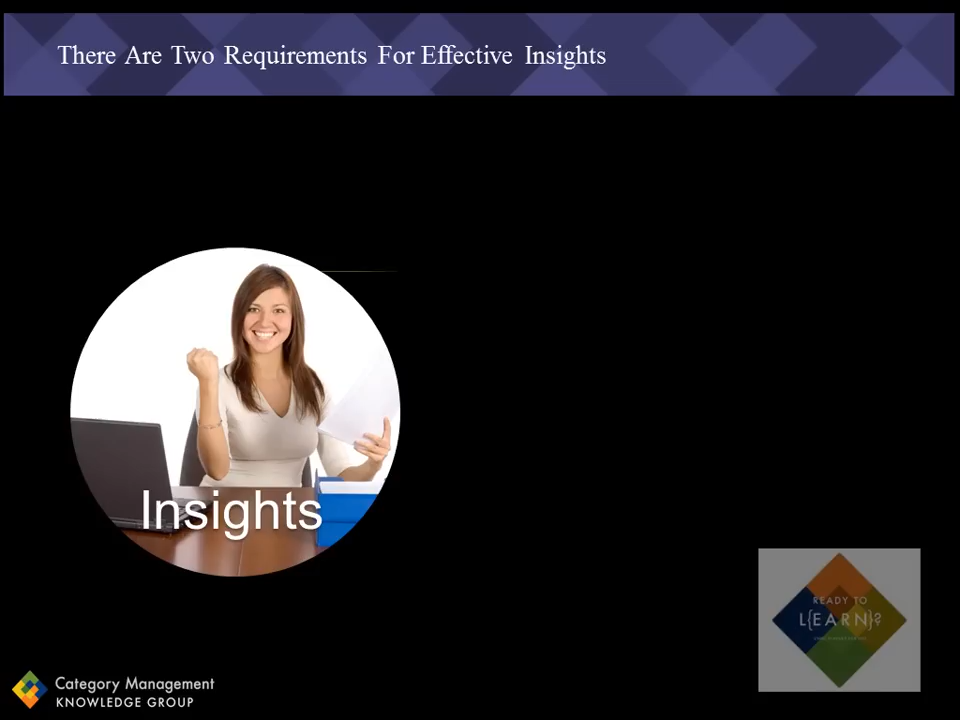 There Are Two Requirements For Effective Insights
Insights
READY TO
L{EARN}?
Category Management
KNOWLEDGE GROUP